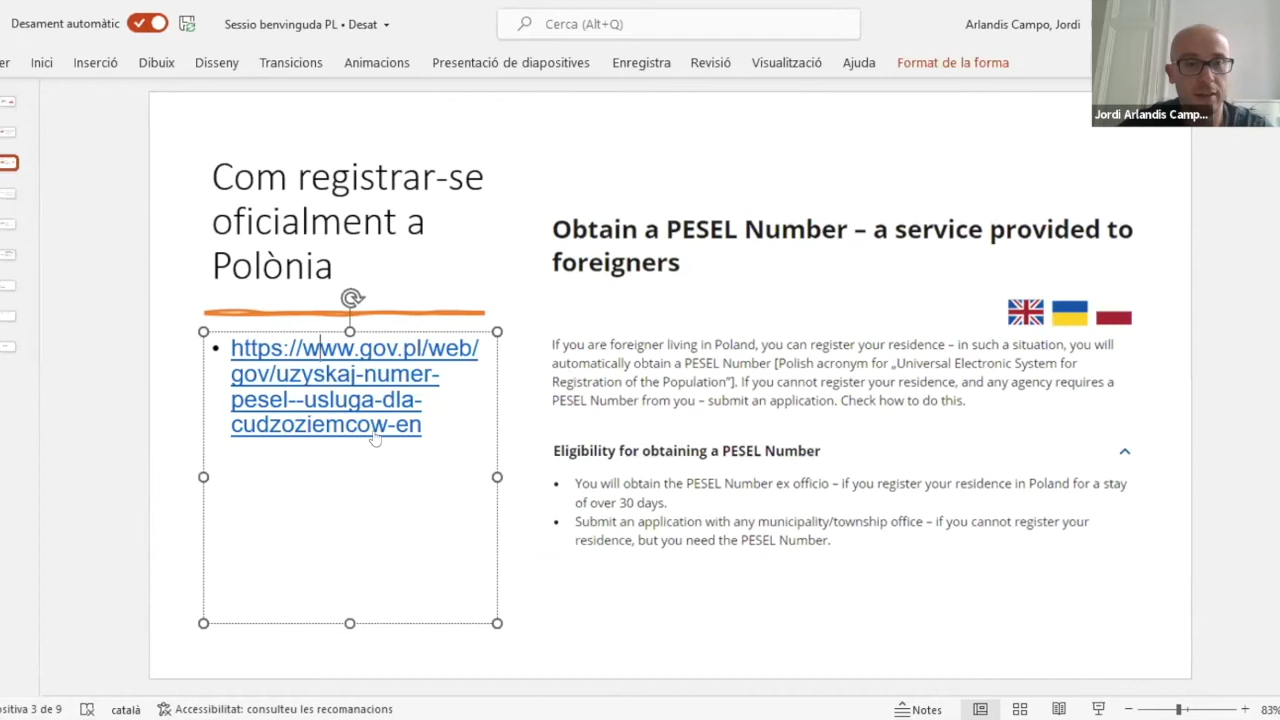 Desament automàtic
Sessio benvinguda PL • Desat
Cerca (Alt+Q)
Arlandis Campo, Jordi
Inici Inserció Dibuix Disseny Transicions Animacions Presentació de diapositives Enregistra Revisió Visualització Ajuda Format de la forma
Jordi Arlandis Camp...
Com registrar-se
oficialment a
Polònia
• https://www.gov.pl/web/
gov/uzyskaj-numer-
pesel--usluga-dla-
cudzoziemcow-en
Obtain a PESEL Number – a service provided to
foreigners
If you are foreigner living in Poland, you can register your residence – in such a situation, you will
automatically obtain a PESEL Number [Polish acronym for „Universal Electronic System for
Registration of the Population”]. If you cannot register your residence, and any agency requires a
PESEL Number from you – submit an application. Check how to do this.
Eligibility for obtaining a PESEL Number
• You will obtain the PESEL Number ex officio – if you register your residence in Poland for a stay
of over 30 days.
• Submit an application with any municipality/township office – if you cannot register your
residence, but you need the PESEL Number.
3 de 9 català Accessibilitat: consulteu les recomanacions Notes 83%